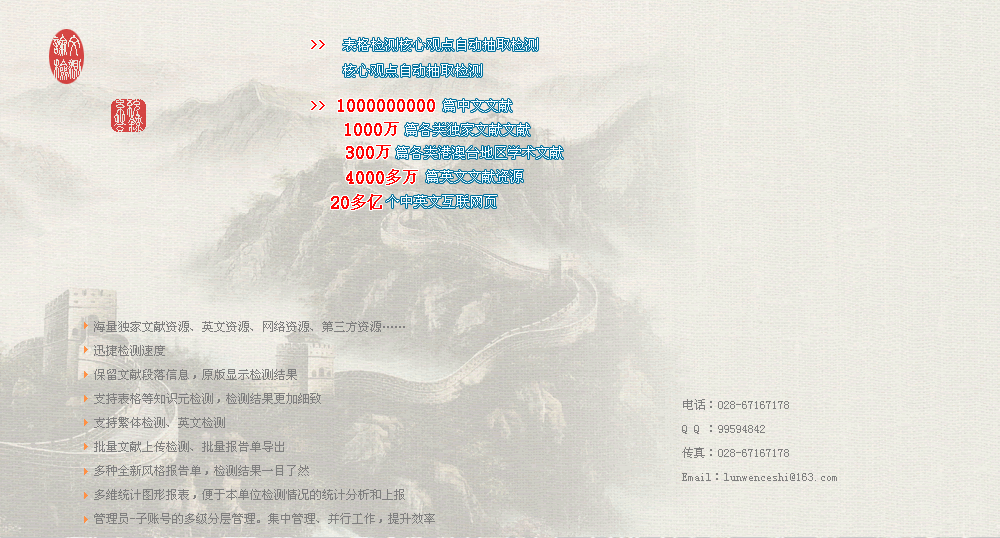 论文检测
系统登录
>> 表格检测核心观点自动抽取检测
核心观点自动抽取检测
>> 1000000000 篇中文文献
1000万 篇各类独家文献文献
300万 篇各类港澳台地区学术文献
4000多万 篇英文文献资源
20多亿 个中英文互联网页
海量独家文献资源、英文资源、网络资源、第三方资源……
迅捷检测速度
保留文献段落信息，原版显示检测结果
支持表格等知识元检测，检测结果更加细致
支持繁体检测、英文检测
批量文献上传检测、批量报告单导出
多种全新风格报告单，检测结果一目了然
多维统计图形报表，便于本单位检测情况的统计分析和上报
管理员-子账号的多级分层管理。集中管理、并行工作，提升效率
电话：028-67167178
Q Q ：99594842
传真：028-67167178
Email：lunwenceshi@163.com